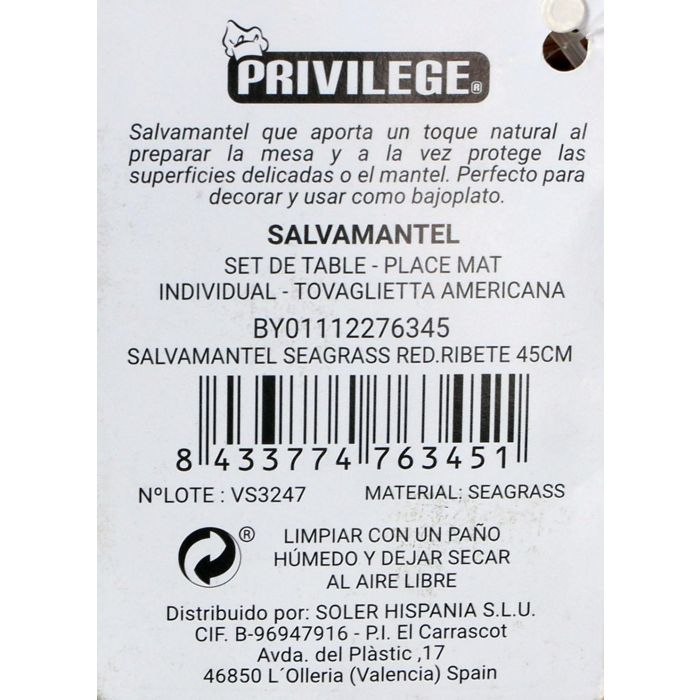 PRIVILEGE®
Salvamantel que aporta un toque natural al
preparar la mesa y a la vez protege las
superficies delicadas o el mantel. Perfecto para
decorar y usar como bajoplato.
SALVAMANTEL
SET DE TABLE - PLACE MAT
INDIVIDUAL - TOVAGLIETTA AMERICANA
BY01112276345
SALVAMANTEL SEAGRASS RED.RIBETE 45CM
8 433774 763451
NºLOTE : VS3247 MATERIAL: SEAGRASS
® LIMPIAR CON UN PAÑO
HÚMEDO Y DEJAR SECAR
AL AIRE LIBRE
Distribuido por: SOLER HISPANIA S.L.U.
CIF. B-96947916 - P.I. El Carrascot
Avda. del Plàstic ,17
46850 L´Olleria (Valencia) Spain